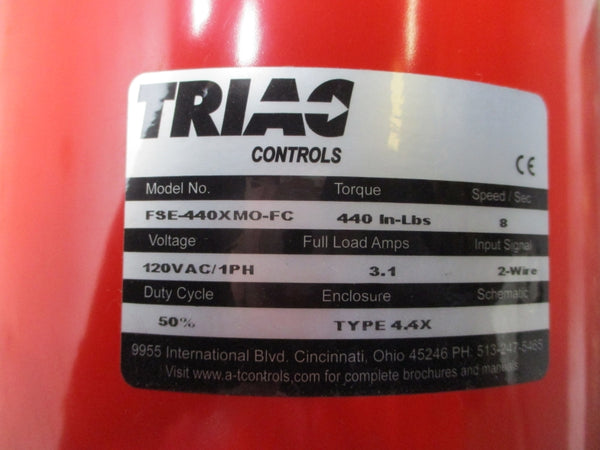 TRIAC
CONTROLS
CE
Model No. Torque Speed / Sec
FSE-440XMO-FC 440 In-Lbs 8
Voltage Full Load Amps Input Signal
120VAC/1PH 3.1 2-Wire
Duty Cycle Enclosure Schematic
50% TYPE 4.4X
9955 International Blvd. Cincinnati, Ohio 45246 PH: 513-247-5465
Visit www.a-tcontrols.com for complete brochures and manuals